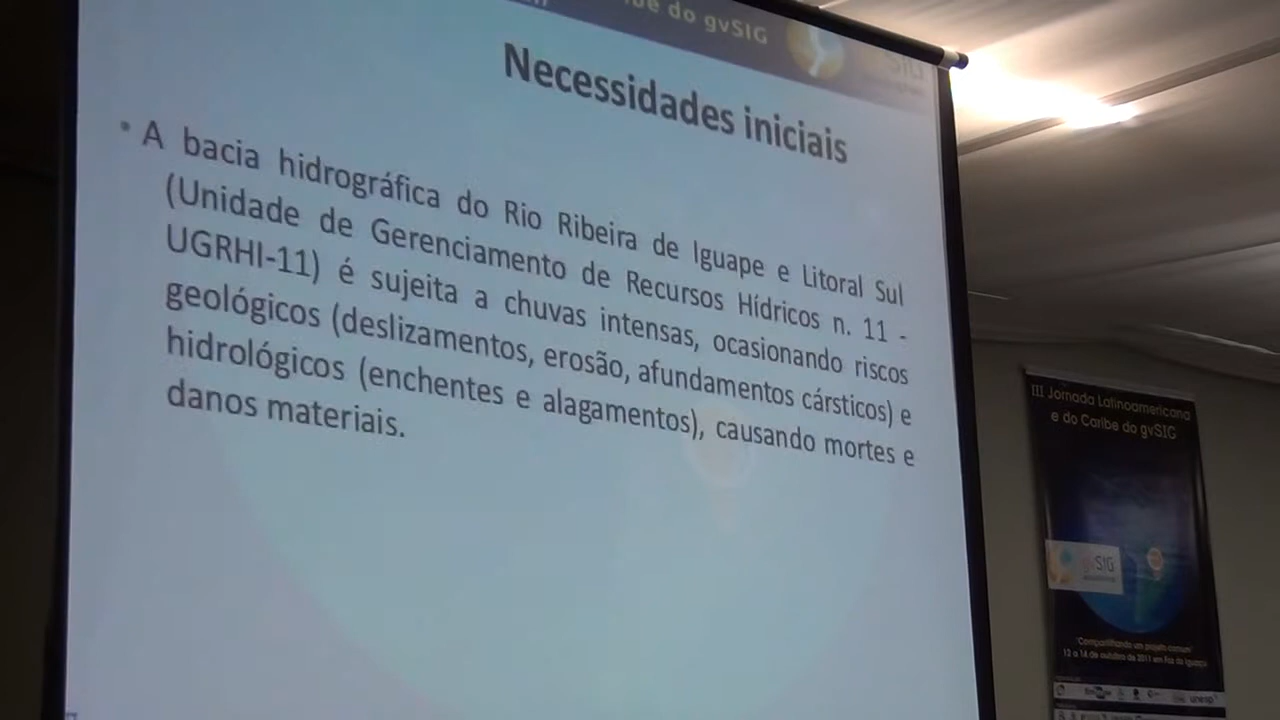 do gvSIG
Necessidades iniciais
• A bacia hidrográfica do Rio Ribeira de Iguape e Litoral Sul
(Unidade de Gerenciamento de Recursos Hídricos n. 11 -
UGRHI-11) é sujeita a chuvas intensas, ocasionando riscos
geológicos (deslizamentos, erosão, afundamentos cársticos) e
hidrológicos (enchentes e alagamentos), causando mortes e
danos materiais.
III Jornada Latinoamericana
e do Caribe do gvSIG
gvSIG
"Compartilhando um projeto comum"
12 a 14 de outubro de 2011 em Foz do Iguaçu
unesp